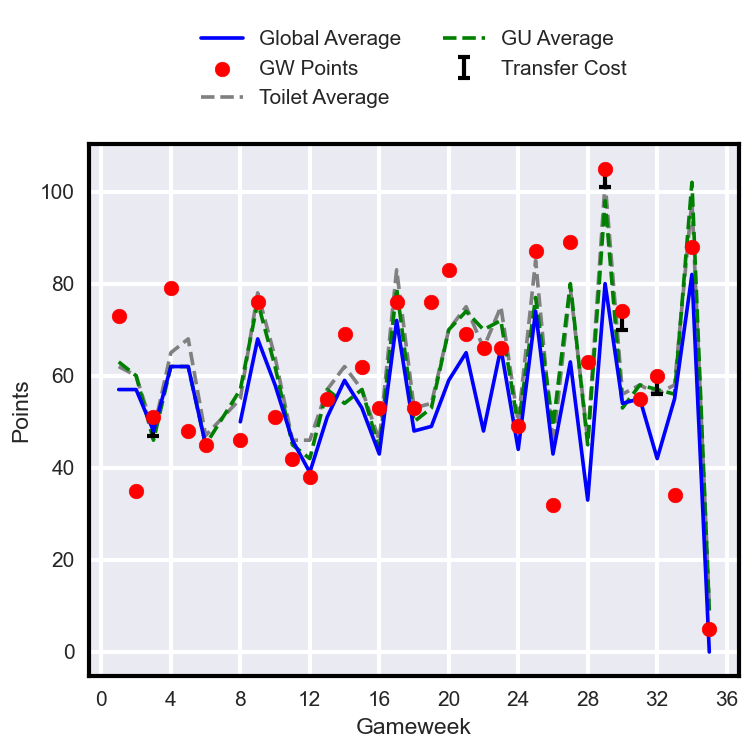 Global Average
GW Points
Toilet Average
GU Average
Transfer Cost
100
80
60
40
20
0
Points
0 4 8 12 16 20 24 28 32 36
Gameweek